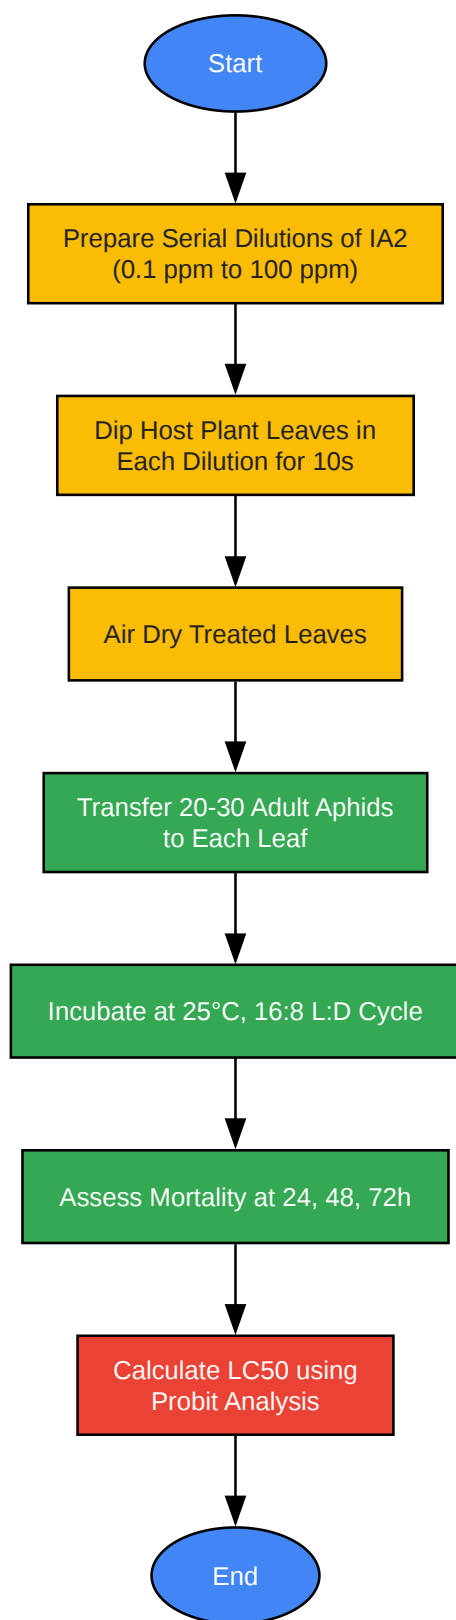 Start
Prepare Serial Dilutions of IA2
(0.1 ppm to 100 ppm)
Dip Host Plant Leaves in
Each Dilution for 10s
Air Dry Treated Leaves
Transfer 20-30 Adult Aphids
to Each Leaf
Incubate at 25°C, 16:8 L:D Cycle
Assess Mortality at 24, 48, 72h
Calculate LC50 using
Probit Analysis
End